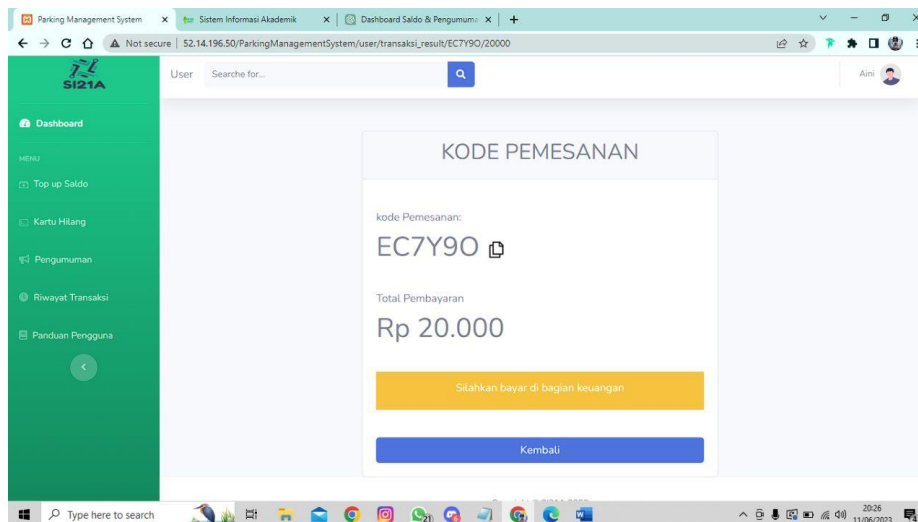 Parking Management System
Sistem Informasi Akademik
Dashboard Saldo & Pengumuma
Not secure | 52.14.196.50/ParkingManagementSystem/user/transaksi_result/EC7Y9O/20000
SI21A
User
Searche for...
Aini
Dashboard
MENU
Top up Saldo
Kartu Hilang
Pengumuman
Riwayat Transaksi
Panduan Pengguna
KODE PEMESANAN
kode Pemesanan:
EC7Y9O
Total Pembayaran
Rp 20.000
Silahkan bayar di bagian keuangan
Kembali
Type here to search
20:26
11/06/2023